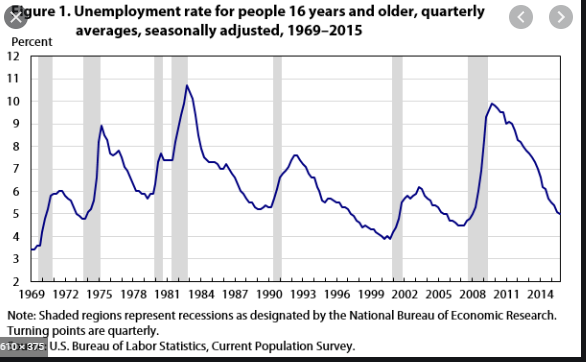 Figure 1. Unemployment rate for people 16 years and older, quarterly
averages, seasonally adjusted, 1969–2015
Percent
12
11
10
9
8
7
6
5
4
3
2
1969 1972 1975 1978 1981 1984 1987 1990 1993 1996 1999 2002 2005 2008 2011 2014
Note: Shaded regions represent recessions as designated by the National Bureau of Economic Research.
Turning points are quarterly.
610×375 U.S. Bureau of Labor Statistics, Current Population Survey.